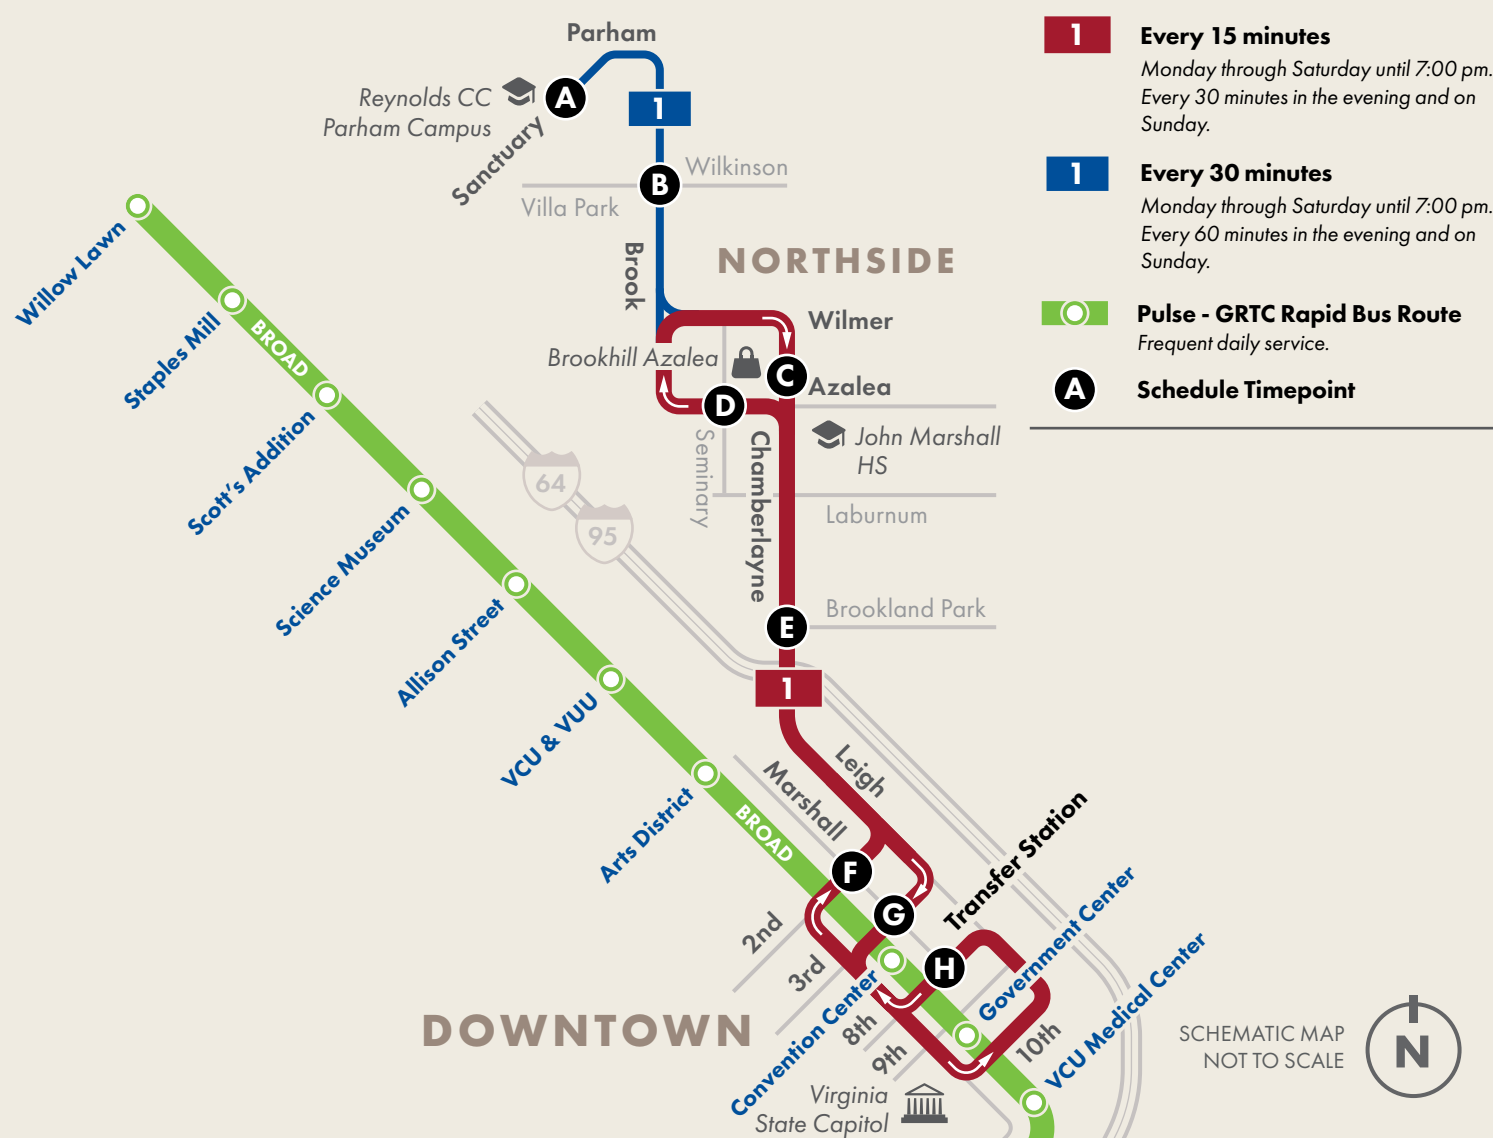 Parham
Reynolds CC
Parham Campus
A
Sanctuary
1
Wilkinson
B
Villa Park
Brook
NORTHSIDE
Wilmer
Brookhill Azalea
C
Azalea
D
Seminary
Chamberlayne
John Marshall
HS
Laburnum
64
95
Brookland Park
E
1
Leigh
Marshall
F
G
Transfer Station
H
2nd
3rd
8th
9th
10th
DOWNTOWN
Virginia
State Capitol
Willow Lawn
BROAD
Staples Mill
Scott's Addition
Science Museum
Allison Street
VCU & VUU
Arts District
BROAD
Convention Center
Government Center
VCU Medical Center
1
Every 15 minutes
Monday through Saturday until 7:00 pm.
Every 30 minutes in the evening and on
Sunday.
1
Every 30 minutes
Monday through Saturday until 7:00 pm.
Every 60 minutes in the evening and on
Sunday.
Pulse - GRTC Rapid Bus Route
Frequent daily service.
A
Schedule Timepoint
SCHEMATIC MAP
NOT TO SCALE
N